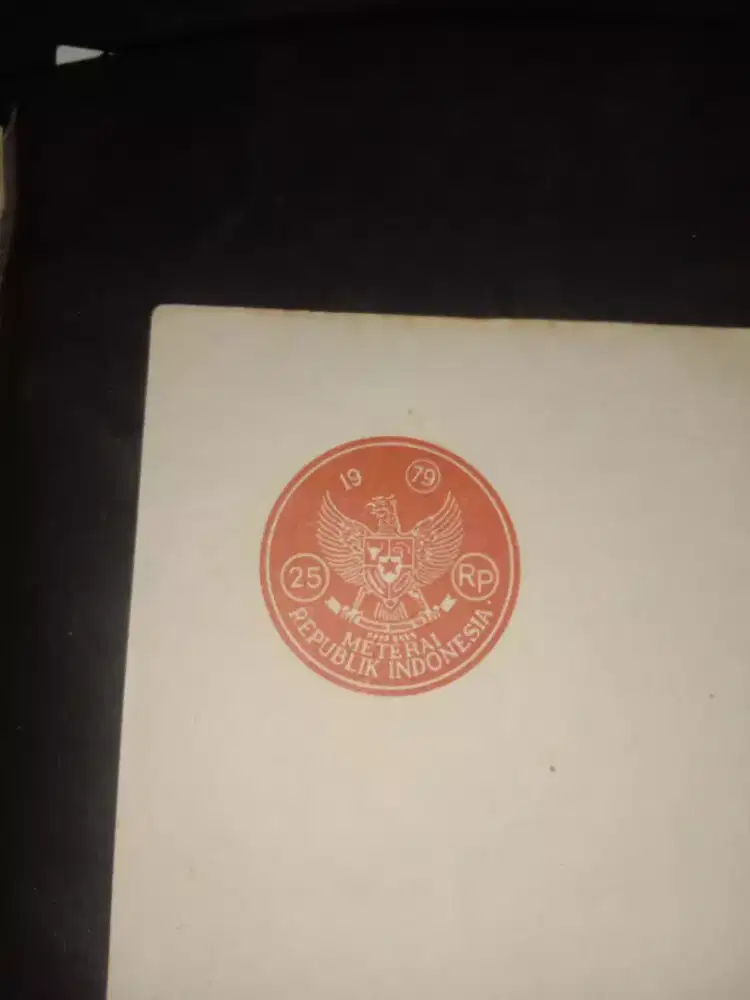 19 79
25 RP
METERAI
REPUBLIK INDONESIA